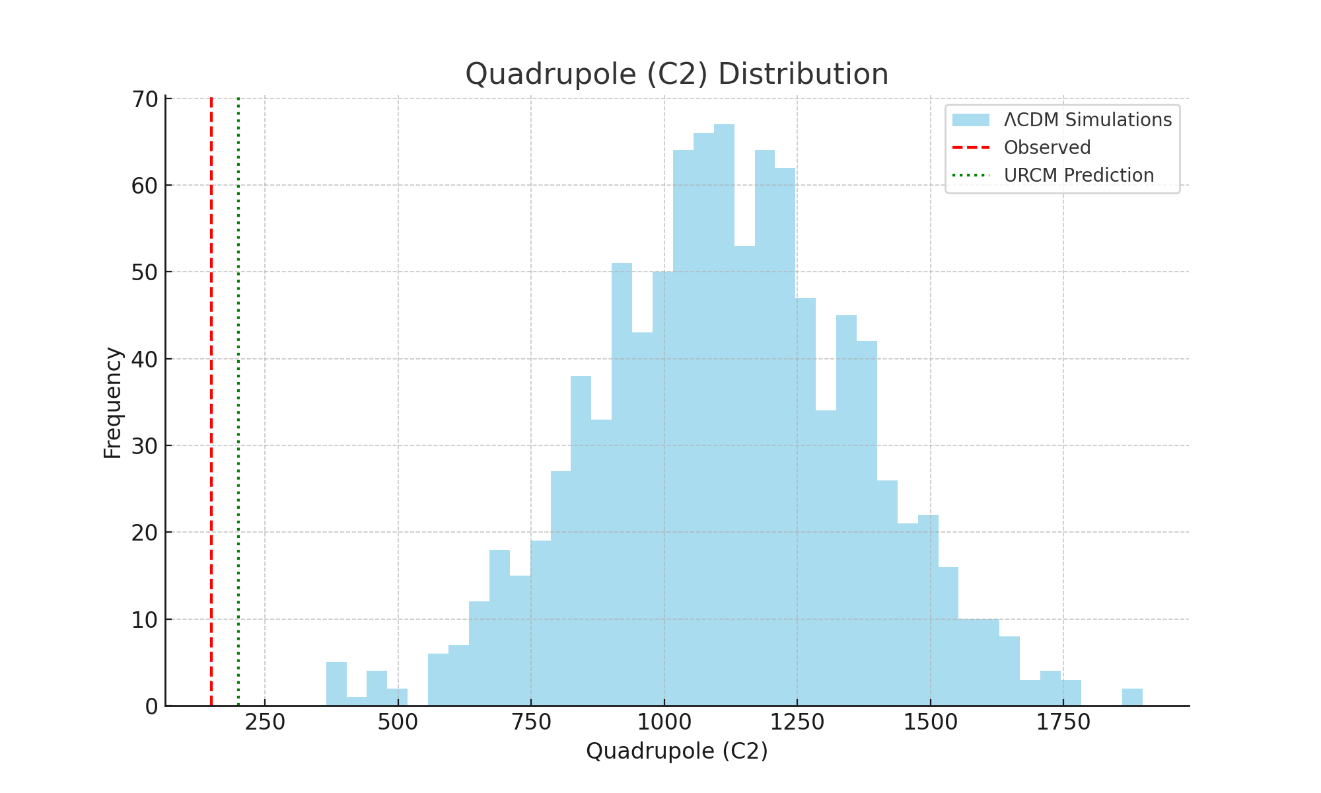 Quadrupole (C2) Distribution
ΛCDM Simulations
Observed
URCM Prediction
70
60
50
40
30
20
10
0
Frequency
250 500 750 1000 1250 1500 1750
Quadrupole (C2)